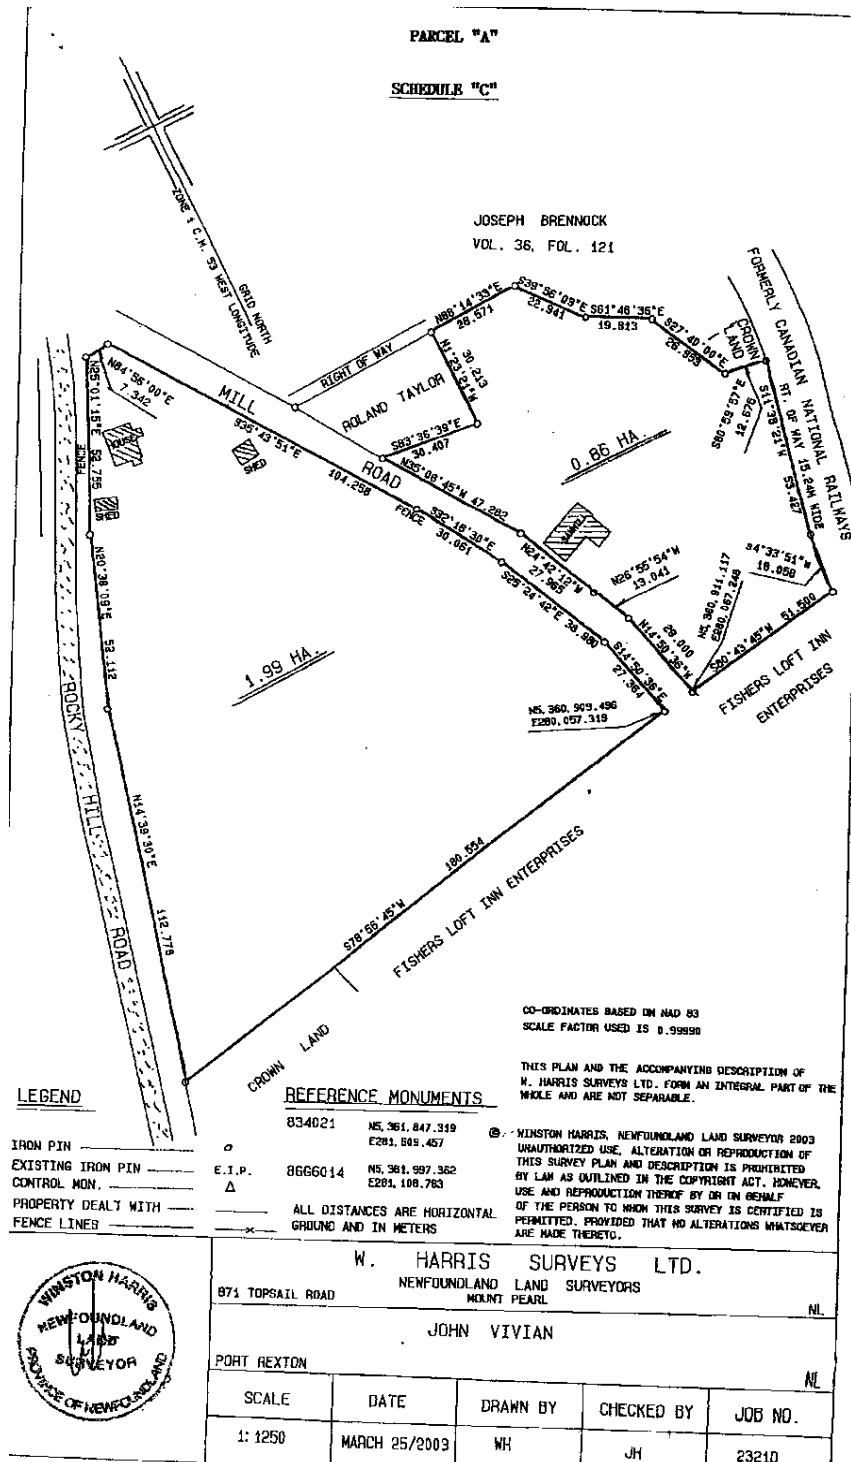 PARCEL "A"
SCHEDULE "C"
ZONE 1 C.M. 53 WEST LONGITUDE
GRID NORTH
JOSEPH BRENNOCK
VOL. 36, FOL. 121
FORMERLY CANADIAN NATIONAL RAILWAYS
RT. OF WAY 15.24M WIDE
CROWN
LAND
N88°14'33"E
28.571
S39°56'09"E
22.941
S61°46'36"E
19.813
S27°40'00"E
S80°59'57"E
12.676
S11°38'21"W
53.427
S4°33'51"W
16.058
RIGHT OF WAY
ROLAND TAYLOR
N1°23'21"W
30.213
S83°36'39"E
30.407
MILL
ROAD
N84°56'00"E
7.342
N25°01'15"E
FENCE
HOUSE
SHED
S35°43'51"E
104.258
N35°08'45"W 47.282
0.86 HA.
SAWMILL
FENCE
S32°18'30"E
30.061
N24°42'12"W
27.965
N26°55'54"W
13.041
S25°24'42"E 38.980
N14°50'36"W
29.000
S14°50'36"E
27.364
N5,360,911.117
E280,067.248
S80°43'45"W 51.500
FISHERS LOFT INN
ENTERPRISES
N20°38'09"E
52.112
1.99 HA.
N5,360,909.496
E280,057.319
ROCKY HILL ROAD
N14°39'30"E
112.778
S78°56'45"W 180.554
FISHERS LOFT INN ENTERPRISES
CROWN LAND
CO-ORDINATES BASED ON NAD 83
SCALE FACTOR USED IS 0.99990
THIS PLAN AND THE ACCOMPANYING DESCRIPTION OF
W. HARRIS SURVEYS LTD. FORM AN INTEGRAL PART OF THE
WHOLE AND ARE NOT SEPARABLE.
LEGEND
IRON PIN
EXISTING IRON PIN E.I.P.
CONTROL MON. Δ
PROPERTY DEALT WITH
FENCE LINES
REFERENCE MONUMENTS
834021 N5,361,847.319
E281,609.457
86G6014 N5,361,997.362
E281,108.763
ALL DISTANCES ARE HORIZONTAL
GROUND AND IN METERS
© WINSTON HARRIS, NEWFOUNDLAND LAND SURVEYOR 2003
UNAUTHORIZED USE, ALTERATION OR REPRODUCTION OF
THIS SURVEY PLAN AND DESCRIPTION IS PROHIBITED
BY LAW AS OUTLINED IN THE COPYRIGHT ACT. HOWEVER,
USE AND REPRODUCTION THEREOF BY OR ON BEHALF
OF THE PERSON TO WHOM THIS SURVEY IS CERTIFIED IS
PERMITTED, PROVIDED THAT NO ALTERATIONS WHATSOEVER
ARE MADE THERETO.
WINSTON HARRIS
NEWFOUNDLAND
LAND
SURVEYOR
PROVINCE OF NEWFOUNDLAND
W. HARRIS SURVEYS LTD.
NEWFOUNDLAND LAND SURVEYORS
871 TOPSAIL ROAD MOUNT PEARL NL
JOHN VIVIAN
PORT REXTON NL
SCALE DATE DRAWN BY CHECKED BY JOB NO.
1:1250 MARCH 25/2003 WH JH 2321D